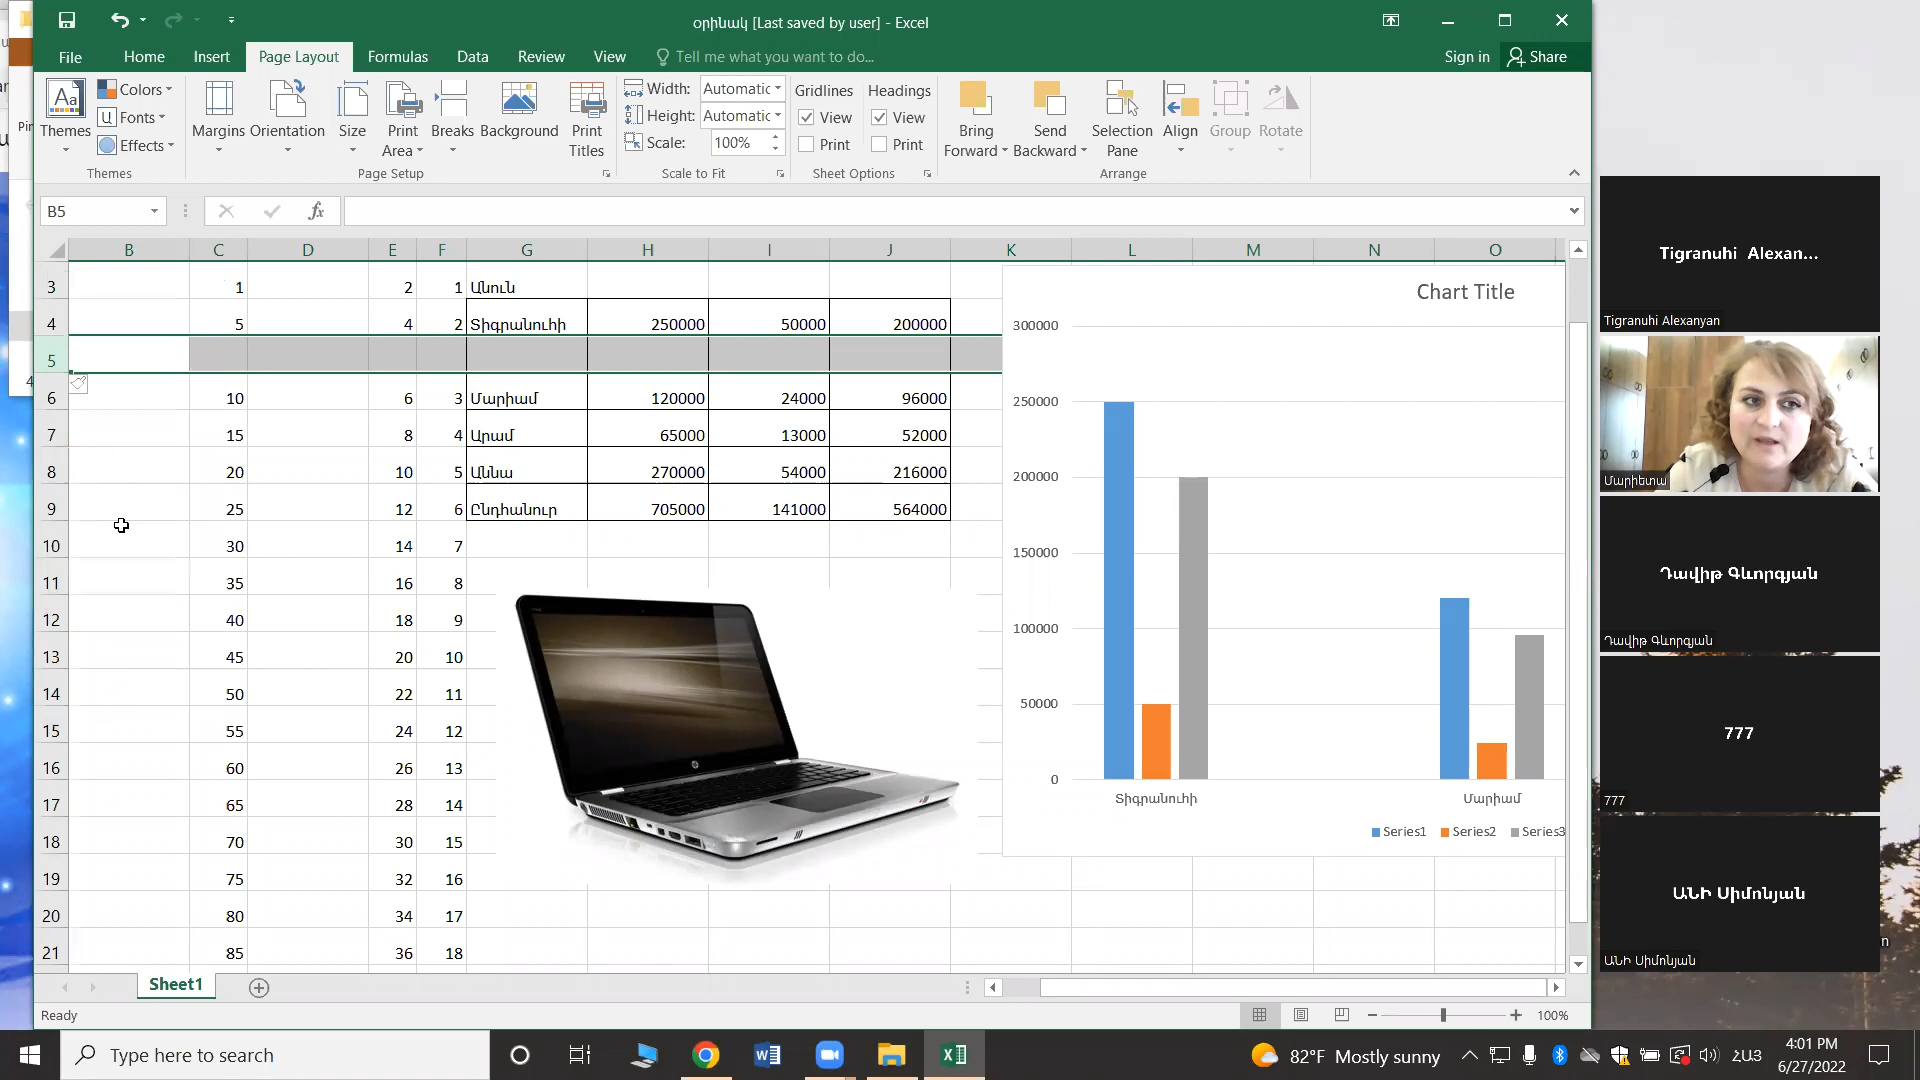 օրինակ [Last saved by user] - Excel
File Home Insert Page Layout Formulas Data Review View Tell me what you want to do... Sign in Share
Themes Colors Fonts Effects
Margins Orientation Size Print Area Breaks Background Print Titles
Width: Automatic
Height: Automatic
Scale: 100%
Gridlines Headings
View View
Print Print
Bring Forward Send Backward Selection Pane Align Group Rotate
Themes Page Setup Scale to Fit Sheet Options Arrange
B5 fx
B C D E F G H I J K L M N O
3 1 2 1 Անուն
4 5 4 2 Տիգրանուհի 250000 50000 200000
5
6 10 6 3 Մարիամ 120000 24000 96000
7 15 8 4 Արամ 65000 13000 52000
8 20 10 5 Աննա 270000 54000 216000
9 25 12 6 Ընդհանուր 705000 141000 564000
10 30 14 7
11 35 16 8
12 40 18 9
13 45 20 10
14 50 22 11
15 55 24 12
16 60 26 13
17 65 28 14
18 70 30 15
19 75 32 16
20 80 34 17
21 85 36 18
Chart Title
300000
250000
200000
150000
100000
50000
0
Տիգրանուհի Մարիամ
Series1 Series2 Series3
Sheet1
Ready 100%
Tigranuhi Alexan...
Tigranuhi Alexanyan
Մարիետա
Դավիթ Գևորգյան
Դավիթ Գևորգյան
777
777
ԱՆԻ Սիմոնյան
ԱՆԻ Սիմոնյան
Type here to search
82°F Mostly sunny
ՀԱՅ
4:01 PM
6/27/2022